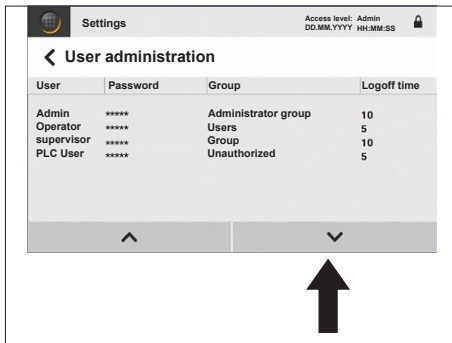 Settings
Access level: Admin
DD.MM.YYYY HH:MM:SS
User administration
User Password Group Logoff time
Admin ***** Administrator group 10
Operator ***** Users 5
supervisor ***** Group 10
PLC User ***** Unauthorized 5